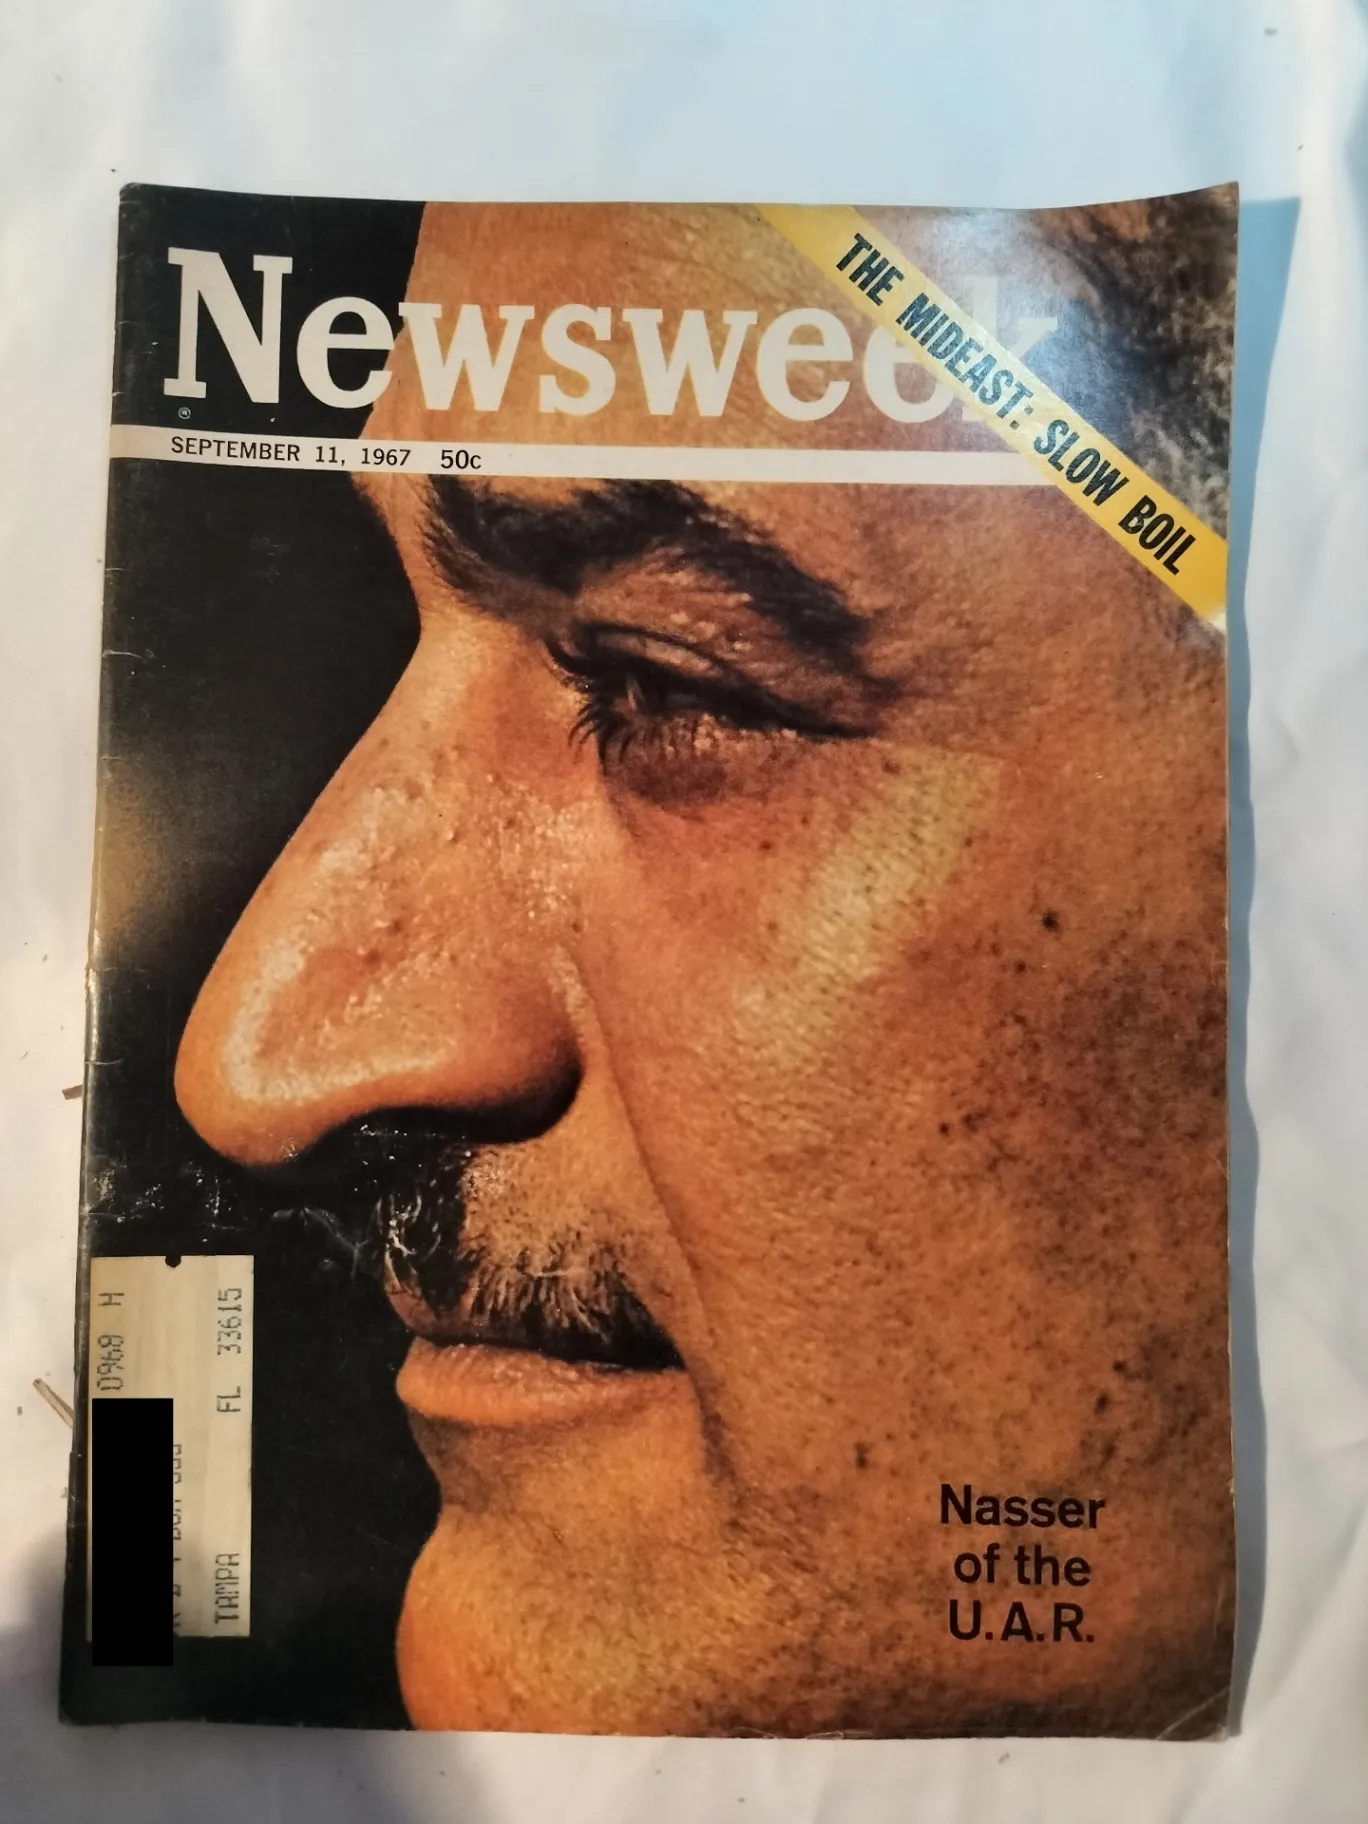 Newsweek
®
THE MIDEAST: SLOW BOIL
SEPTEMBER 11, 1967 50c
0968 H
TAMPA FL 33615
Nasser
of the
U.A.R.